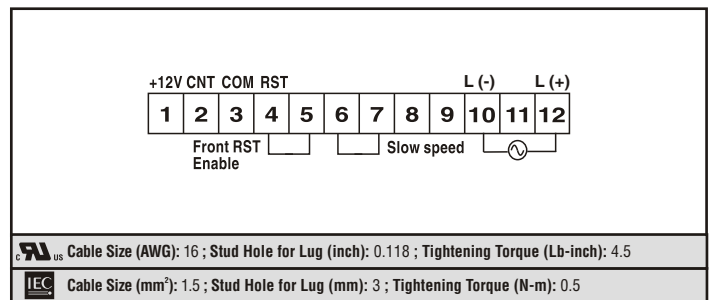 +12V CNT COM RST L (-) L (+)
1 2 3 4 5 6 7 8 9 10 11 12
Front RST Enable
Slow speed
c UR us Cable Size (AWG): 16 ; Stud Hole for Lug (inch): 0.118 ; Tightening Torque (Lb-inch): 4.5
IEC Cable Size (mm²): 1.5 ; Stud Hole for Lug (mm): 3 ; Tightening Torque (N-m): 0.5